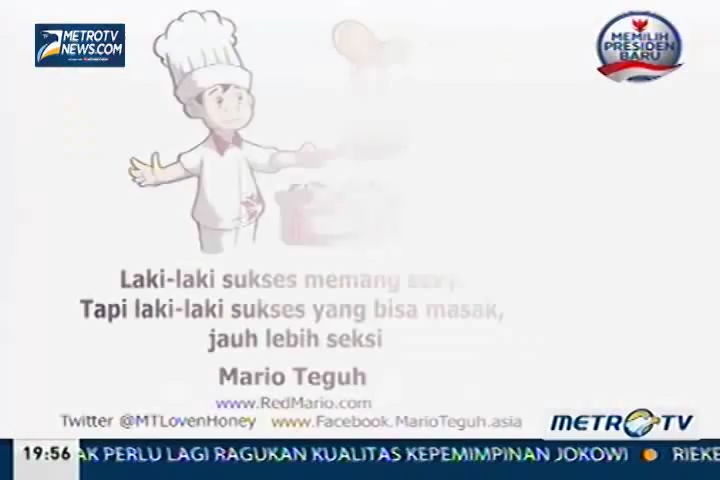 METROTV
NEWS.COM
MEMILIH
PRESIDEN
BARU
Laki-laki sukses memang
Tapi laki-laki sukses yang bisa masak,
jauh lebih seksi
Mario Teguh
www.RedMario.com
Twitter @MTLovenHoney www.Facebook.MarioTeguh.asia
METRO TV
19:56 AK PERLU LAGI RAGUKAN KUALITAS KEPEMIMPINAN JOKOWI RIEKE